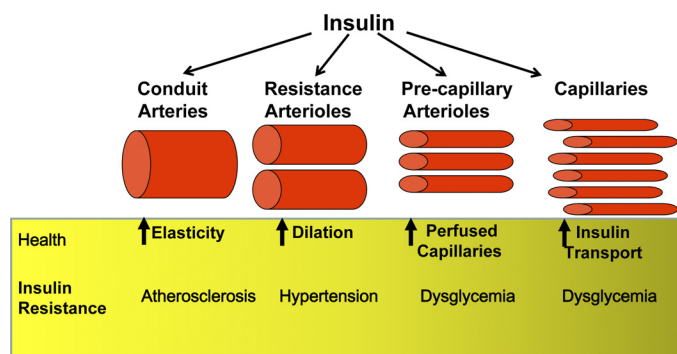 Insulin
Conduit
Arteries
Resistance
Arterioles
Pre-capillary
Arterioles
Capillaries
Health
Elasticity
Dilation
Perfused
Capillaries
Insulin
Transport
Insulin
Resistance
Atherosclerosis
Hypertension
Dysglycemia
Dysglycemia